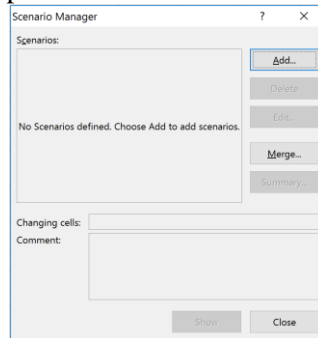 Scenario Manager ? ×
Scenarios:
Add...
Delete
Edit...
No Scenarios defined. Choose Add to add scenarios.
Merge...
Summary...
Changing cells:
Comment:
Show Close